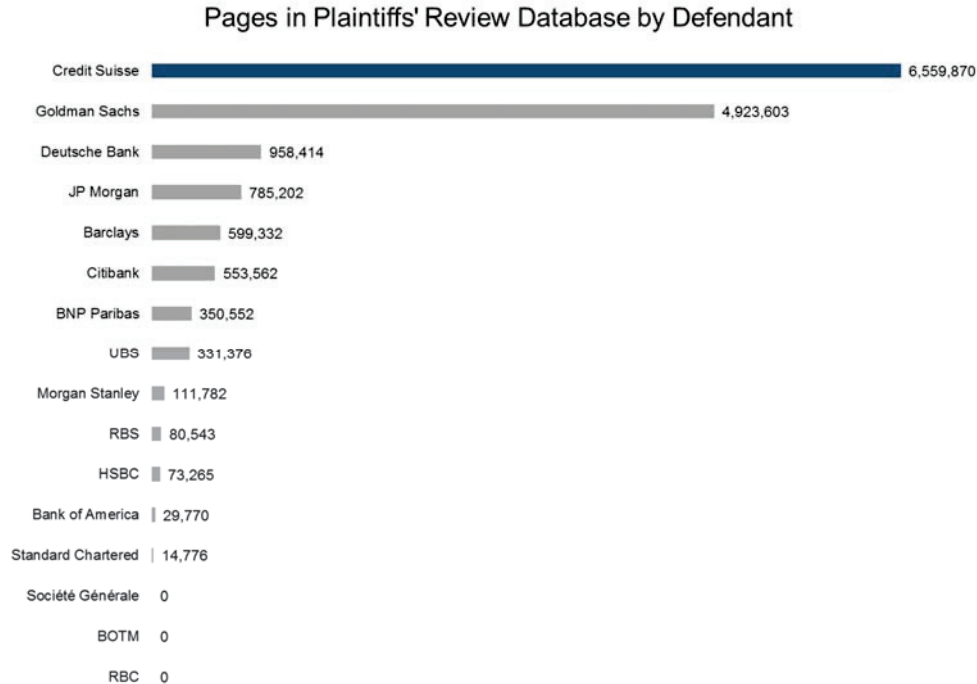 Pages in Plaintiffs' Review Database by Defendant
Credit Suisse 6,559,870
Goldman Sachs 4,923,603
Deutsche Bank 958,414
JP Morgan 785,202
Barclays 599,332
Citibank 553,562
BNP Paribas 350,552
UBS 331,376
Morgan Stanley 111,782
RBS 80,543
HSBC 73,265
Bank of America 29,770
Standard Chartered 14,776
Société Générale 0
BOTM 0
RBC 0